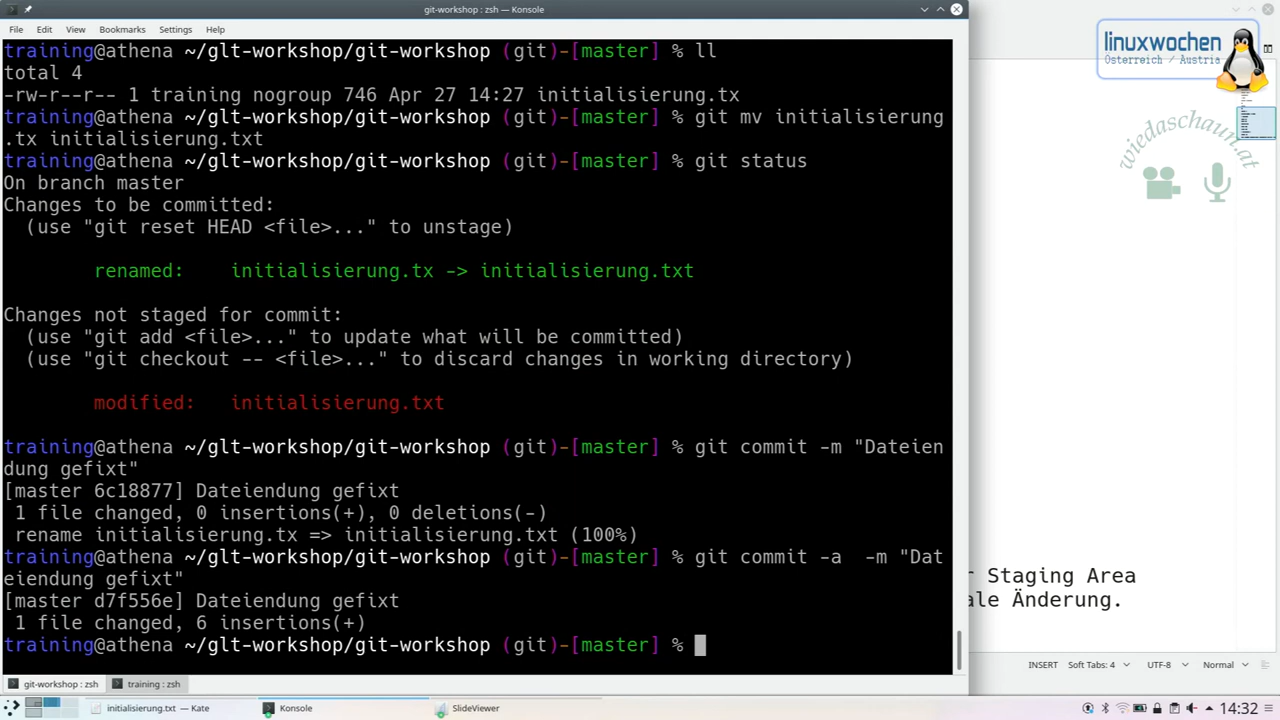 git-workshop : zsh — Konsole
File Edit View Bookmarks Settings Help
training@athena ~/glt-workshop/git-workshop (git)-[master] % ll
total 4
-rw-r--r-- 1 training nogroup 746 Apr 27 14:27 initialisierung.tx
training@athena ~/glt-workshop/git-workshop (git)-[master] % git mv initialisierung
.tx initialisierung.txt
training@athena ~/glt-workshop/git-workshop (git)-[master] % git status
On branch master
Changes to be committed:
(use "git reset HEAD <file>..." to unstage)
renamed: initialisierung.tx -> initialisierung.txt
Changes not staged for commit:
(use "git add <file>..." to update what will be committed)
(use "git checkout -- <file>..." to discard changes in working directory)
modified: initialisierung.txt
training@athena ~/glt-workshop/git-workshop (git)-[master] % git commit -m "Dateien
dung gefixt"
[master 6c18877] Dateiendung gefixt
1 file changed, 0 insertions(+), 0 deletions(-)
rename initialisierung.tx => initialisierung.txt (100%)
training@athena ~/glt-workshop/git-workshop (git)-[master] % git commit -a  -m "Dat
eiendung gefixt"
[master d7f556e] Dateiendung gefixt
1 file changed, 6 insertions(+)
training@athena ~/glt-workshop/git-workshop (git)-[master] %
linuxwochen
Österreich / Austria
wiedaschaun.at
Staging Area
Änderung.
INSERT Soft Tabs: 4 UTF-8 Normal
git-workshop : zsh training : zsh
initialisierung.txt — Kate Konsole SlideViewer 14:32